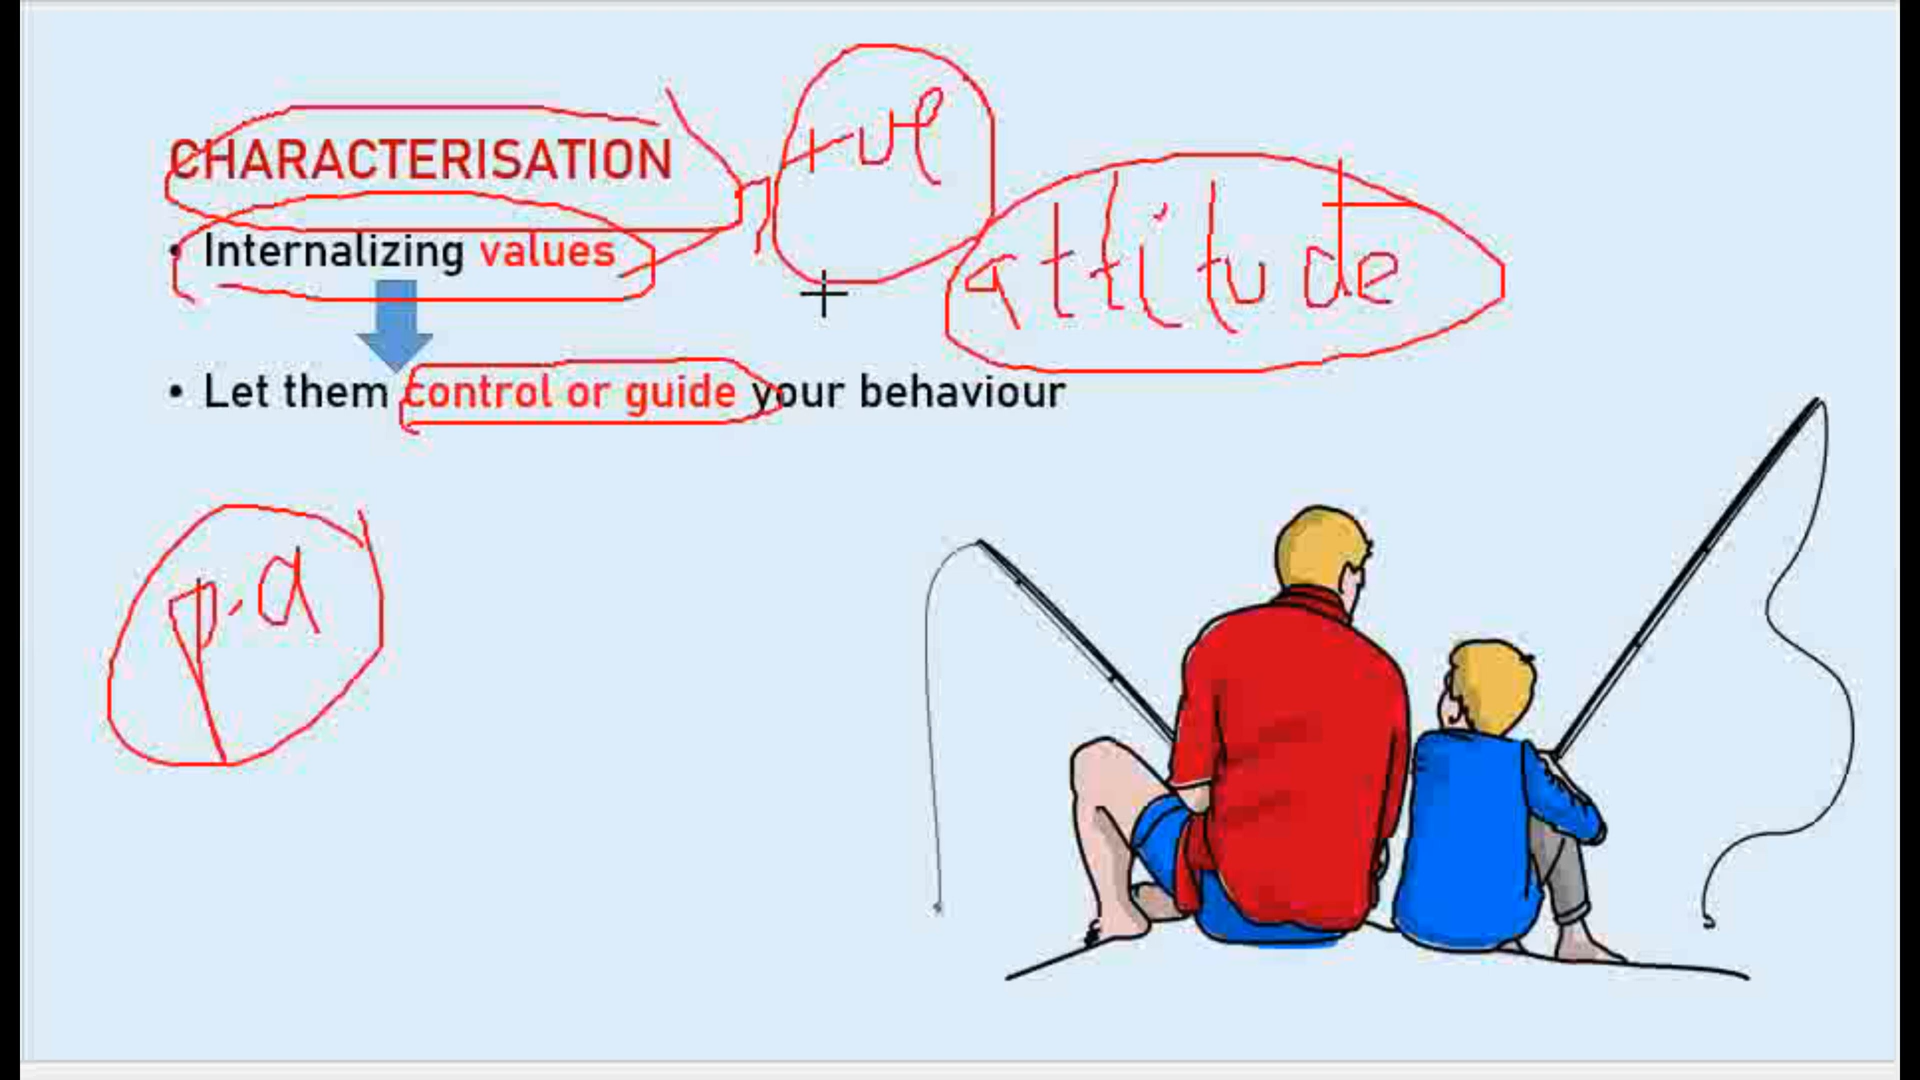 +ve
CHARACTERISATION
attitude
• Internalizing values
• Let them control or guide your behaviour
p.a